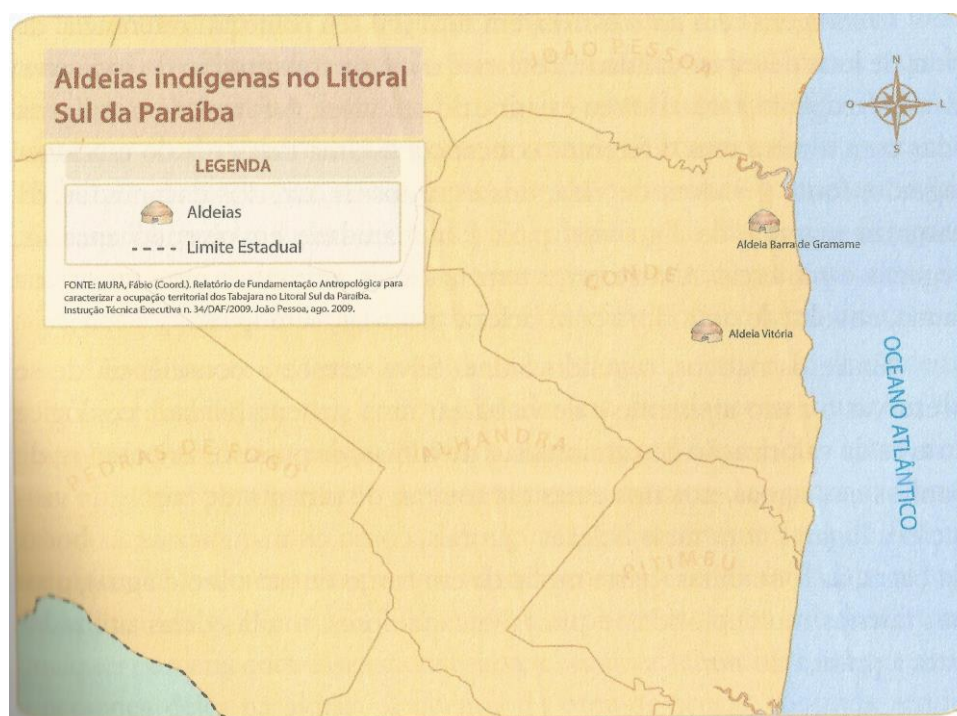 Aldeias indígenas no Litoral
Sul da Paraíba
LEGENDA
Aldeias
Limite Estadual
FONTE: MURA, Fábio (Coord.). Relatório de Fundamentação Antropológica para
caracterizar a ocupação territorial dos Tabajara no Litoral Sul da Paraíba.
Instrução Técnica Executiva n. 34/DAF/2009. João Pessoa, ago. 2009.
JOÃO PESSOA
N
O
L
S
Aldeia Barra de Gramame
CONDE
Aldeia Vitória
OCEANO ATLÂNTICO
PEDRAS DE FOGO
ALHANDRA
PITIMBU